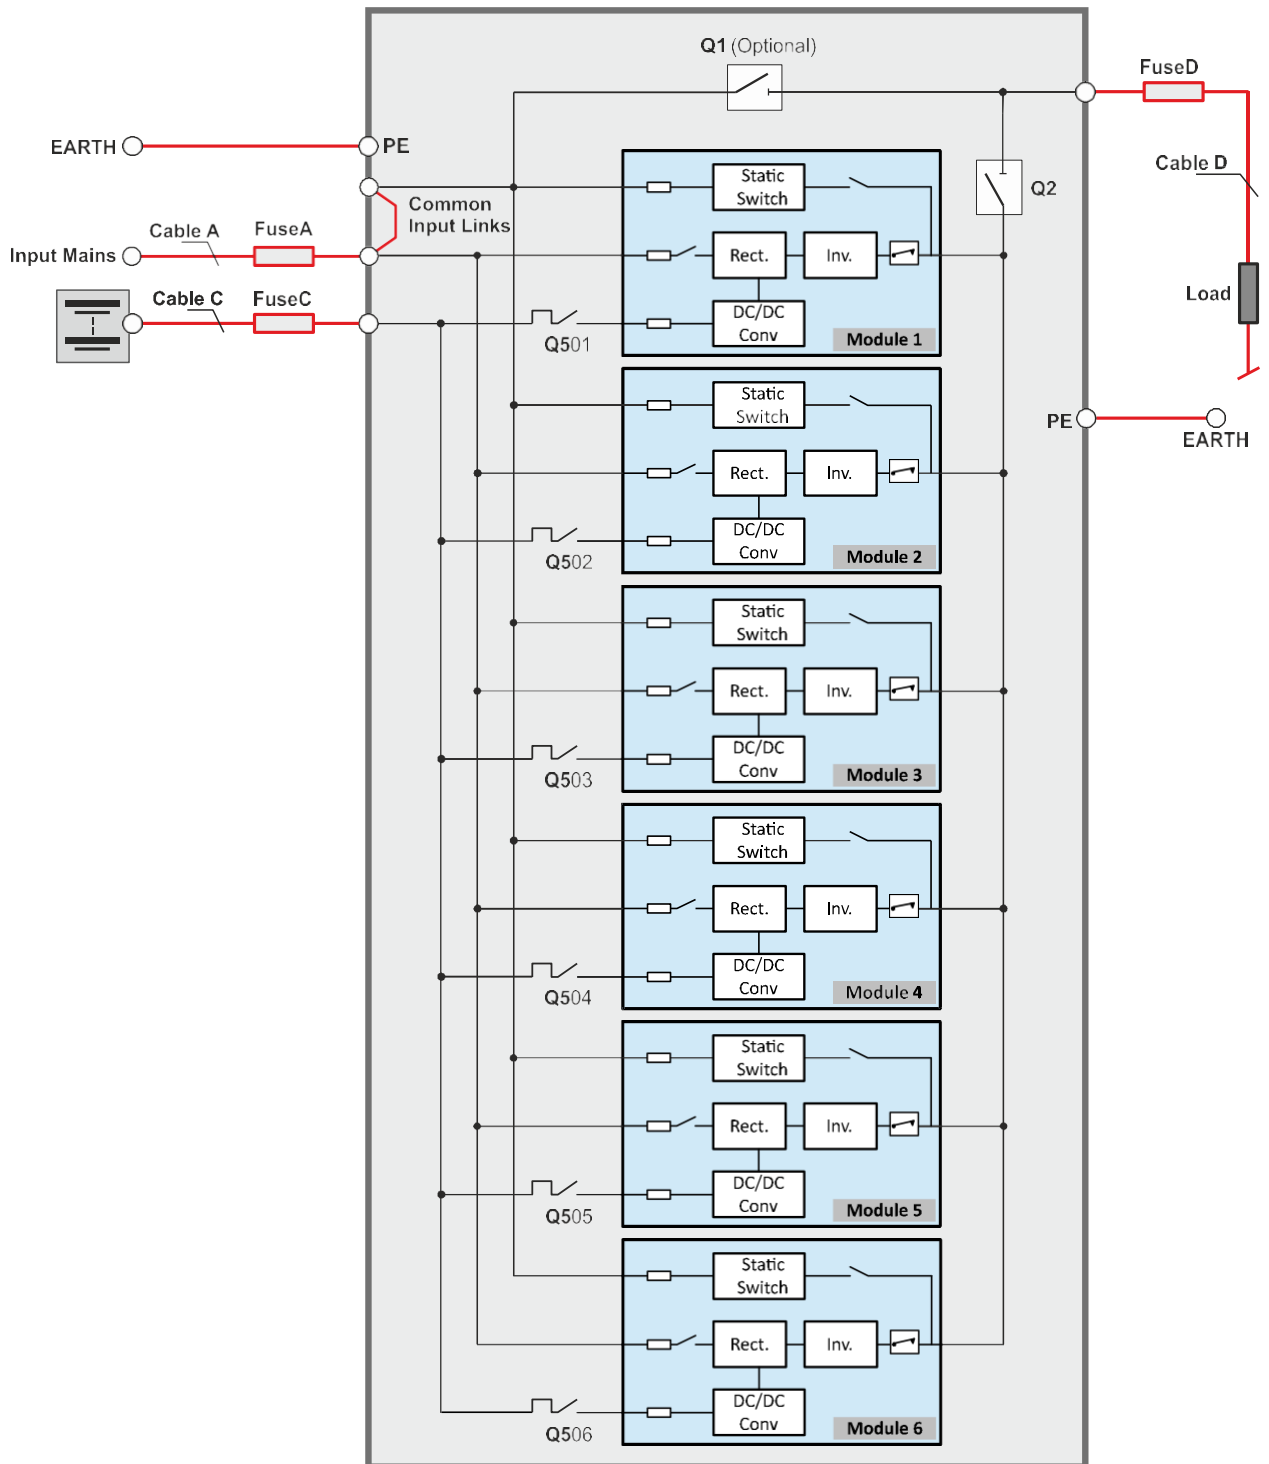 Q1 (Optional)
FuseD
EARTH
PE
Cable D
Common
Input Links
Q2
Cable A
FuseA
Input Mains
Cable C
FuseC
Load
PE
EARTH
Static
Switch
Rect.
Inv.
DC/DC
Conv
Module 1
Q501
Static
Switch
Rect.
Inv.
DC/DC
Conv
Module 2
Q502
Static
Switch
Rect.
Inv.
DC/DC
Conv
Module 3
Q503
Static
Switch
Rect.
Inv.
DC/DC
Conv
Module 4
Q504
Static
Switch
Rect.
Inv.
DC/DC
Conv
Module 5
Q505
Static
Switch
Rect.
Inv.
DC/DC
Conv
Module 6
Q506